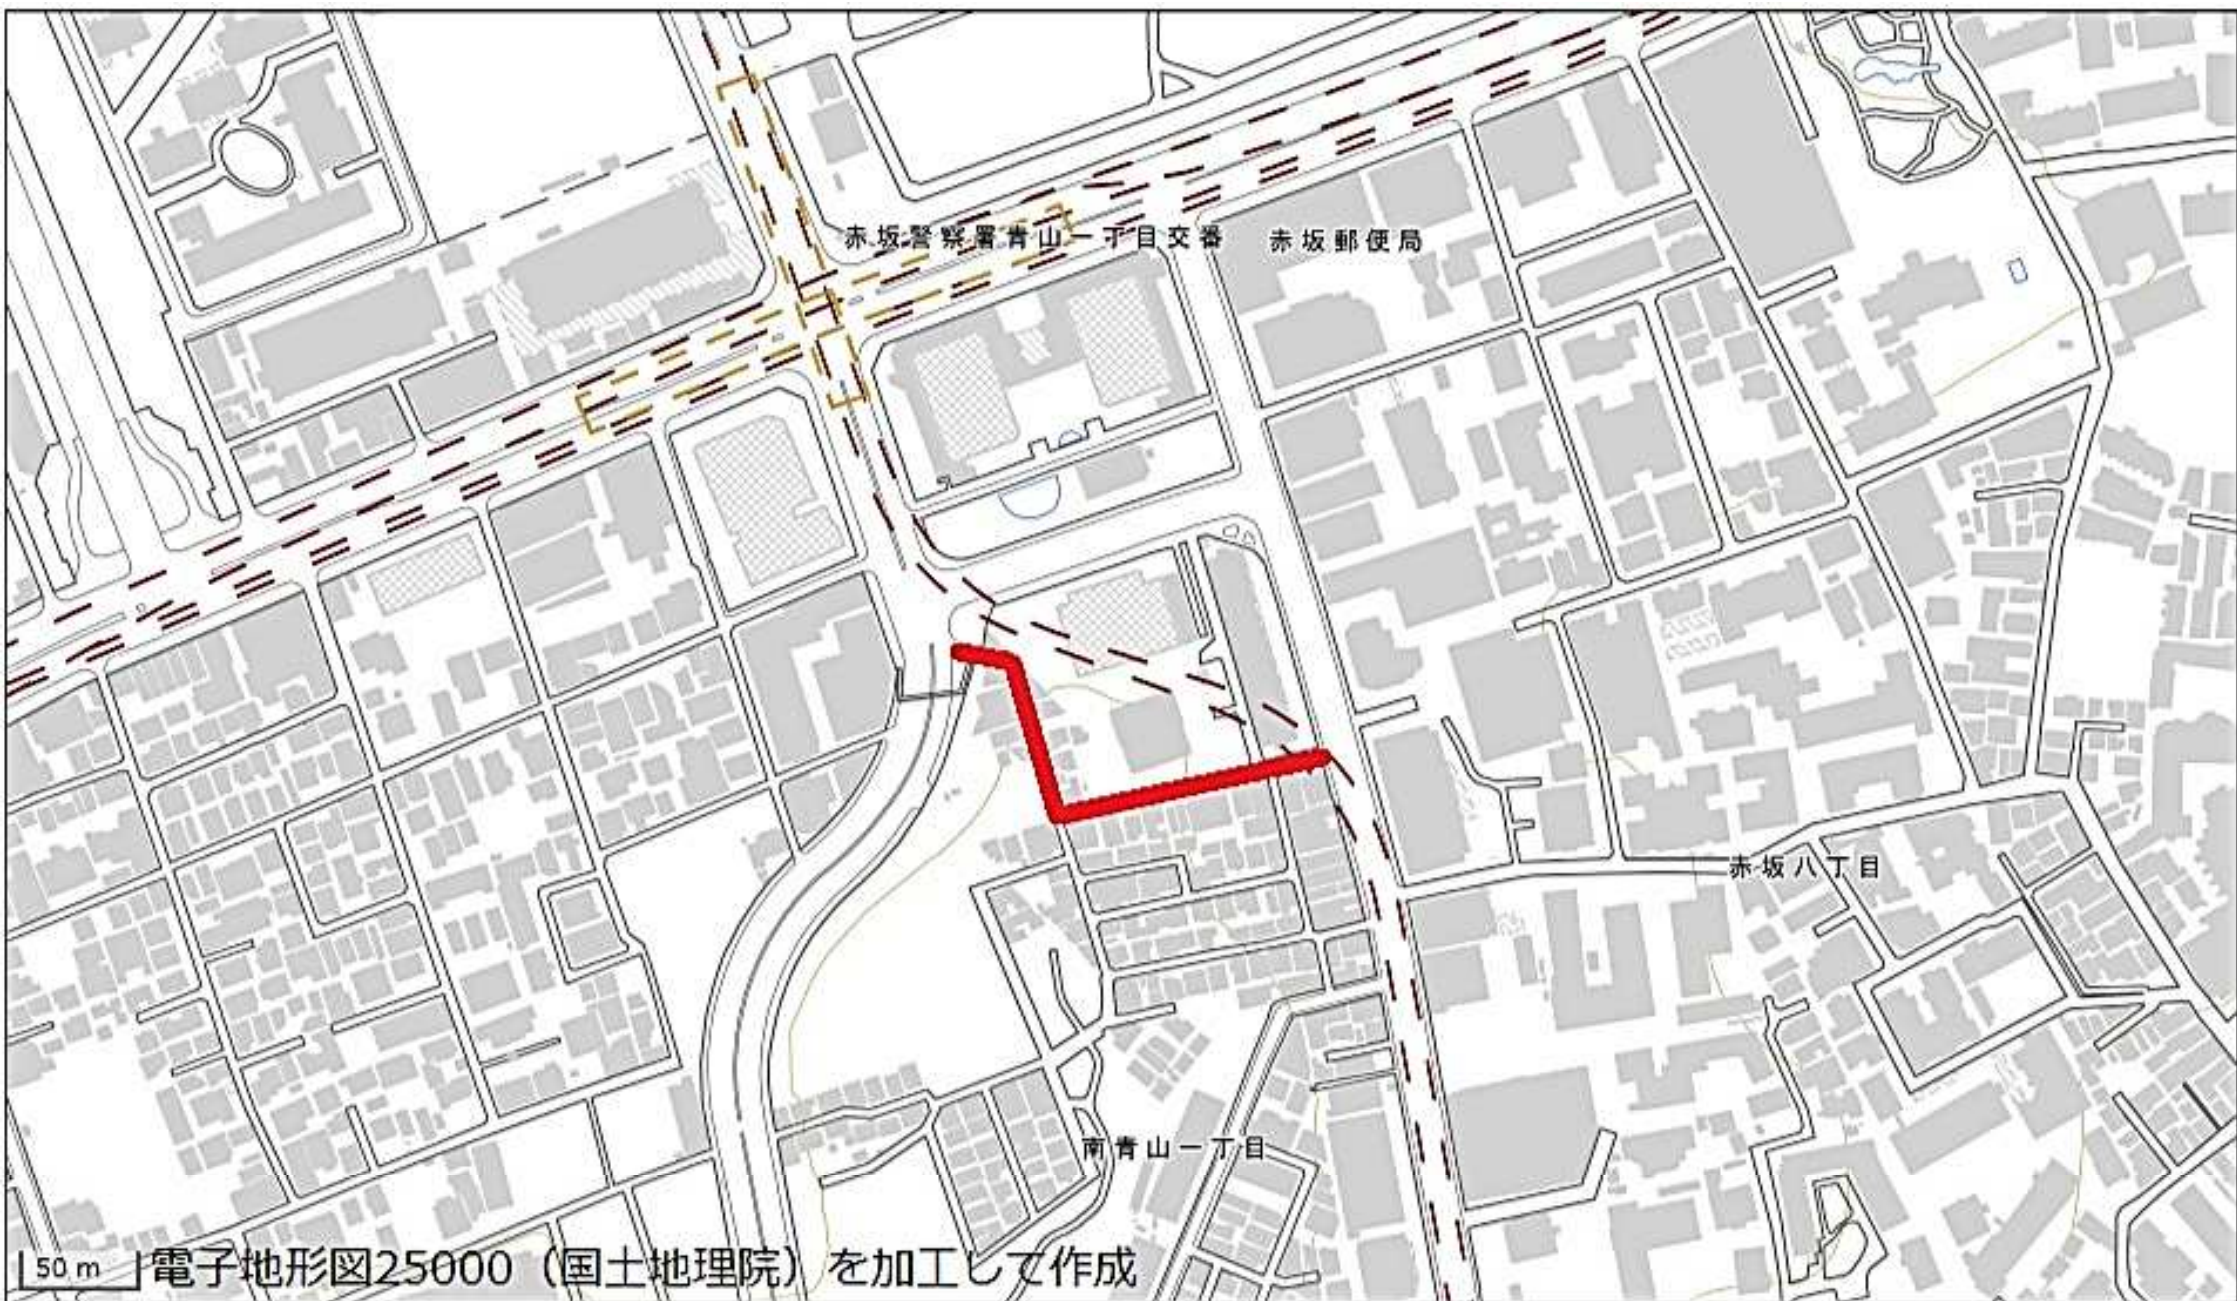 赤坂警察署青山一丁目交番
赤坂郵便局
赤坂八丁目
南青山一丁目
50 m
電子地形図25000（国土地理院）を加工して作成